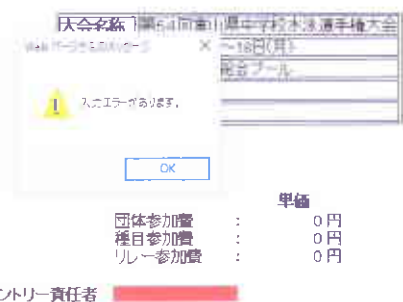 大会名称 第64回富山県中学校水泳選手権大会
Web ページからのメッセージ ×
～16日(月)
総合プール
入力エラーがあります。
OK
単価
団体参加費 : 0円
種目参加費 : 0円
リレー参加費 : 0円
ントリー責任者